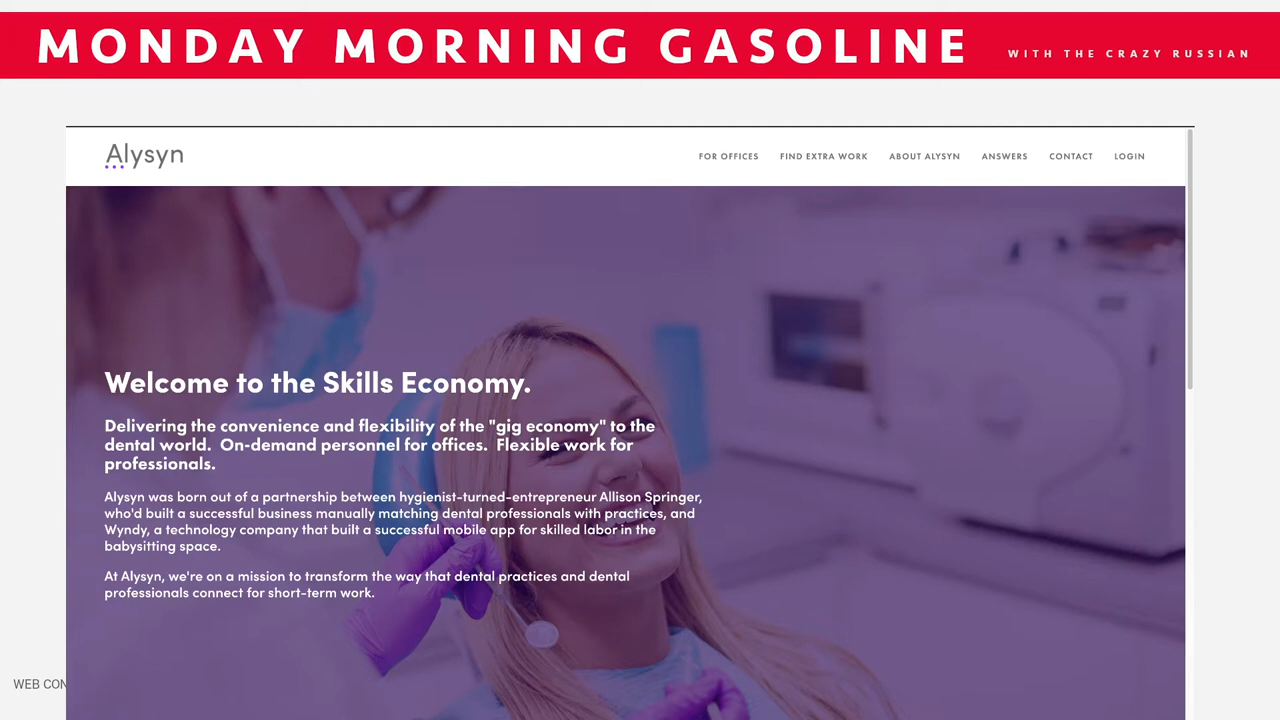 MONDAY MORNING GASOLINE WITH THE CRAZY RUSSIAN
Alysyn
FOR OFFICES FIND EXTRA WORK ABOUT ALYSYN ANSWERS CONTACT LOGIN
Welcome to the Skills Economy.
Delivering the convenience and flexibility of the "gig economy" to the
dental world. On-demand personnel for offices. Flexible work for
professionals.
Alysyn was born out of a partnership between hygienist-turned-entrepreneur Allison Springer,
who'd built a successful business manually matching dental professionals with practices, and
Wyndy, a technology company that built a successful mobile app for skilled labor in the
babysitting space.
At Alysyn, we're on a mission to transform the way that dental practices and dental
professionals connect for short-term work.
WEB CON